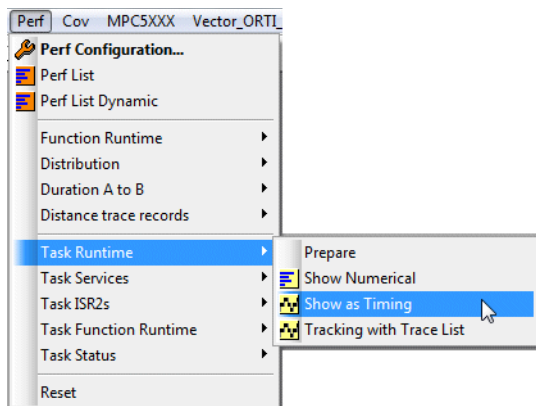 Perf Cov MPC5XXX Vector_ORTI_
Perf Configuration...
Perf List
Perf List Dynamic
Function Runtime
Distribution
Duration A to B
Distance trace records
Task Runtime
Prepare
Task Services
Show Numerical
Task ISR2s
Show as Timing
Task Function Runtime
Tracking with Trace List
Task Status
Reset